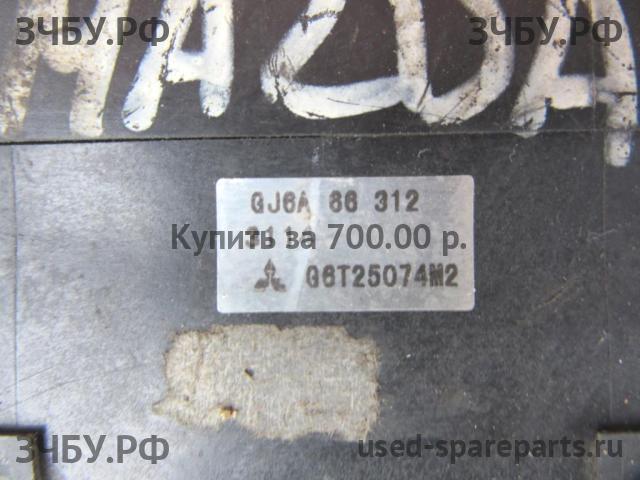 ЗЧБУ.РФ ЗЧБУ.РФ
MAZDA
GJ6A 66 312
Купить за 700.00 р.
G6T25074M2
ЗЧБУ.РФ used-spareparts.ru